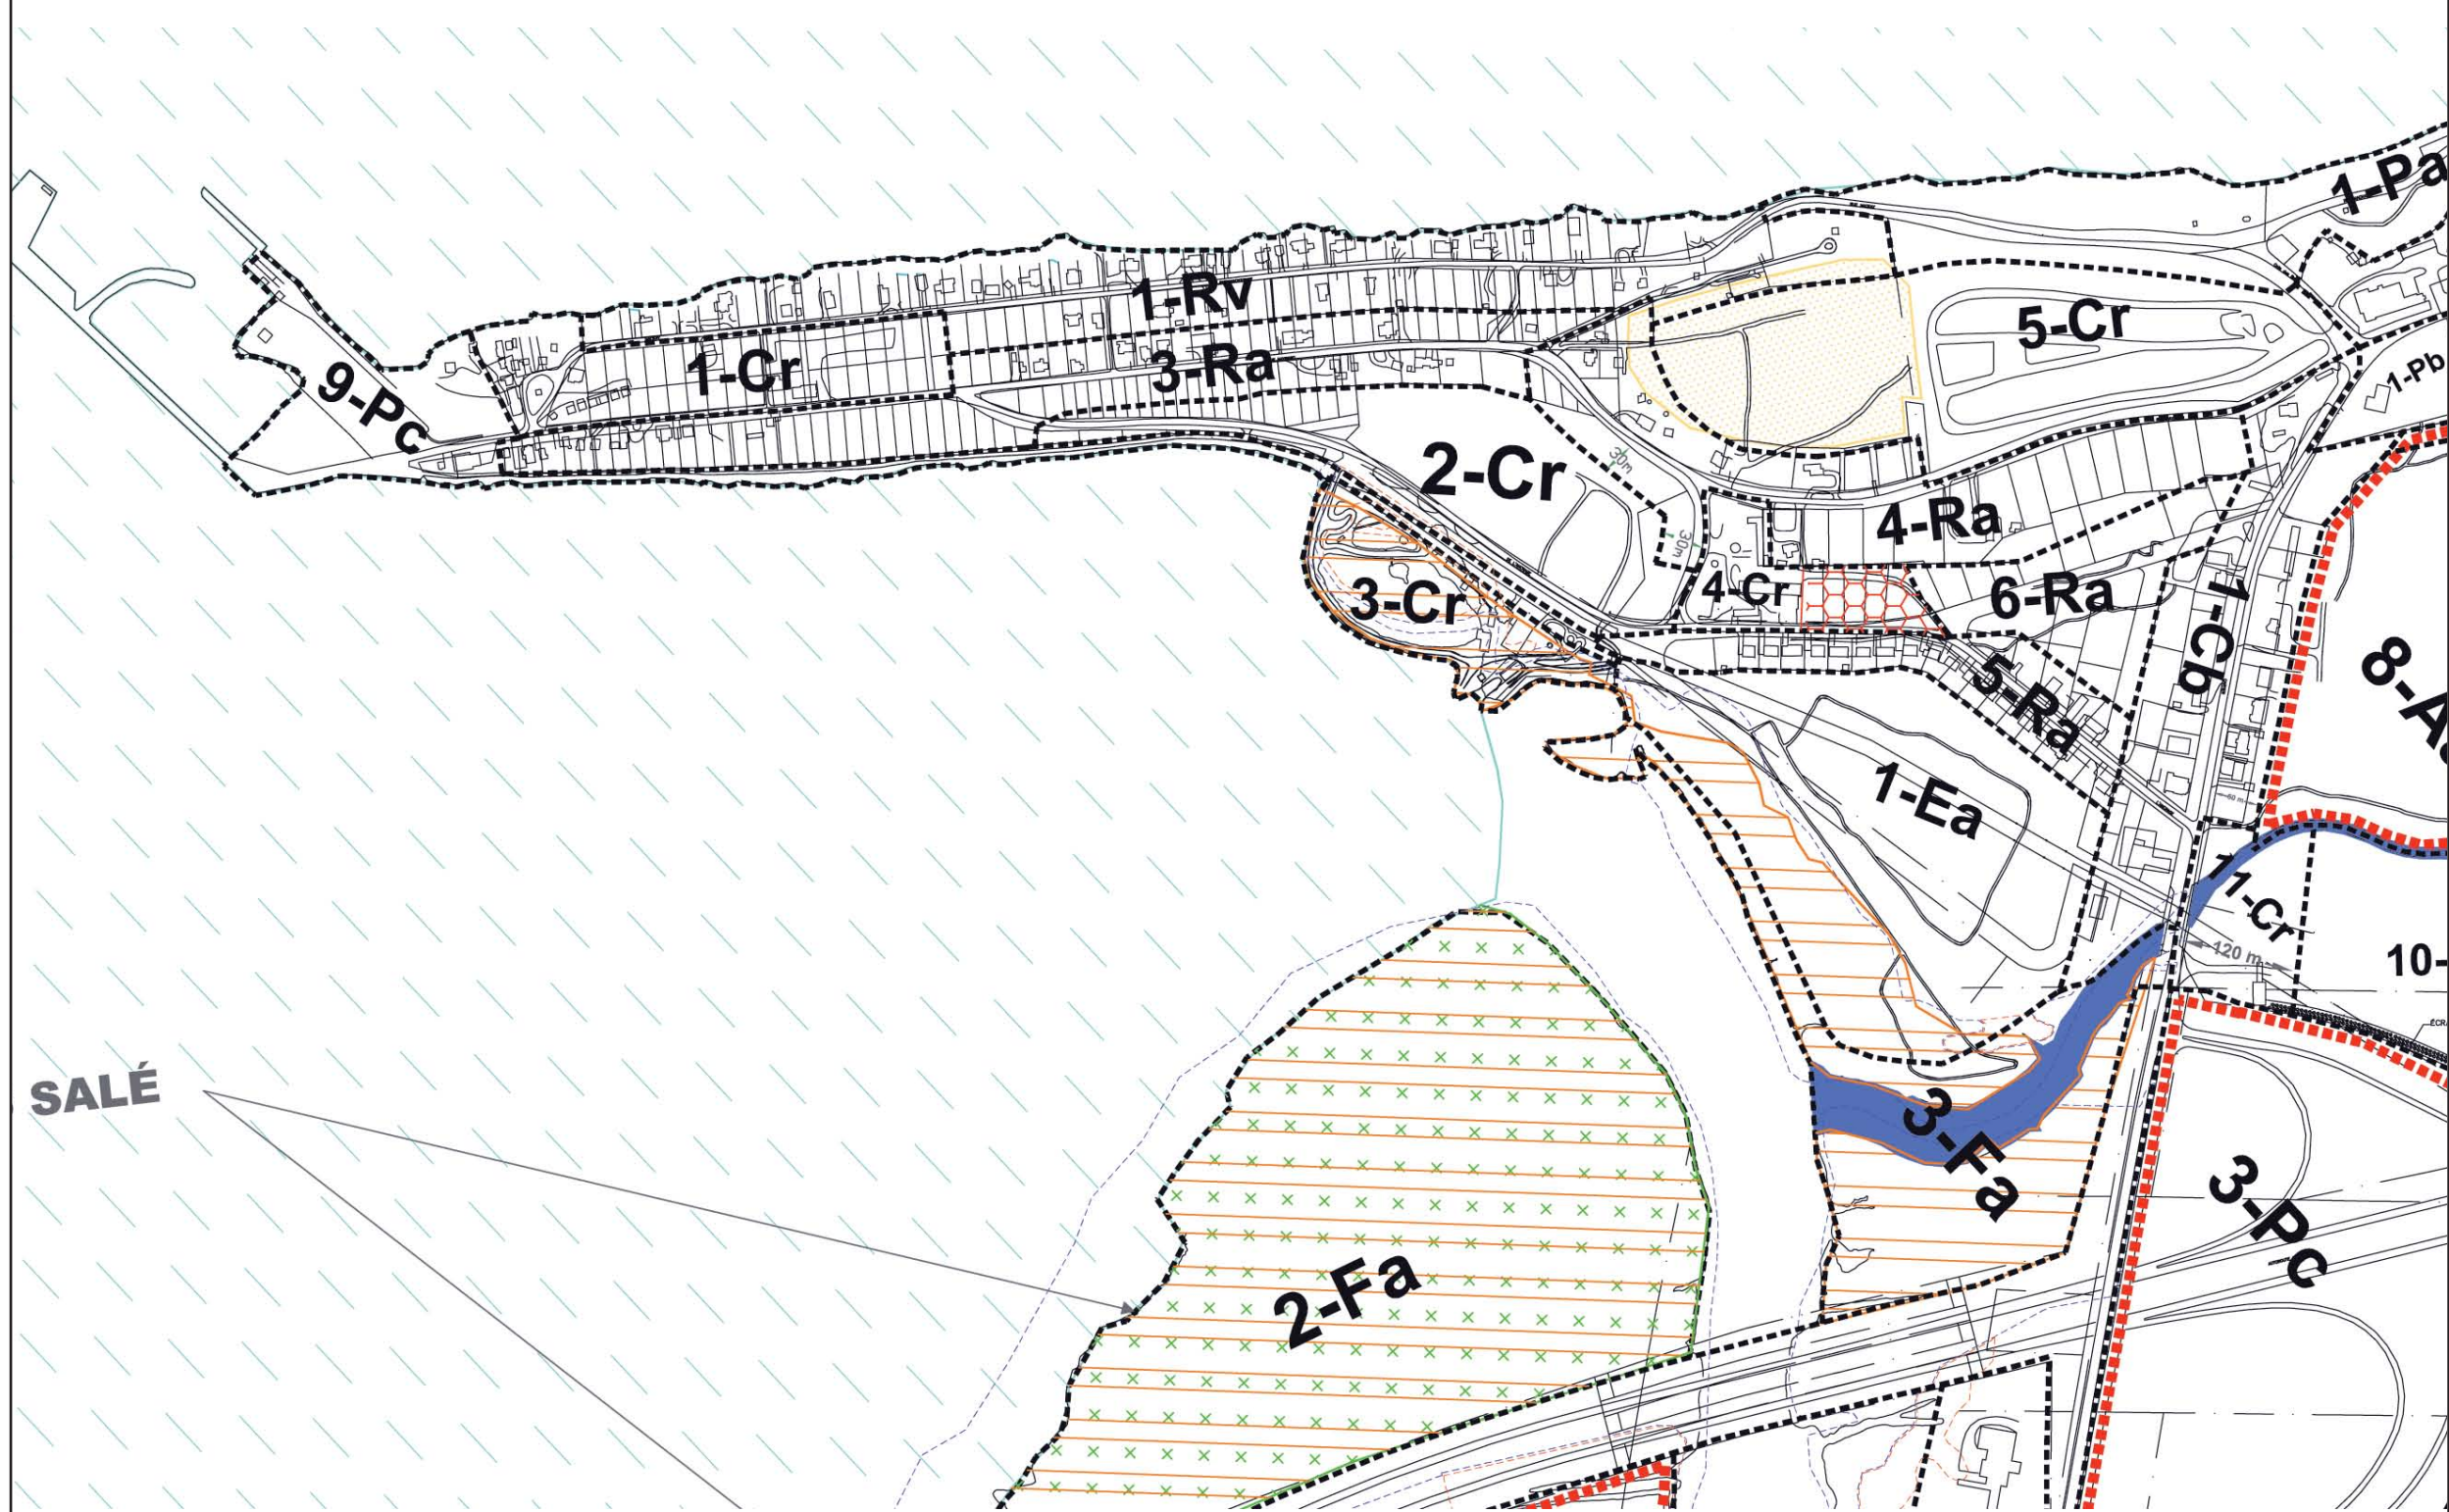 1-Pa
1-Rv
5-Cr
1-Cr
3-Ra
1-Pb
9-Pc
2-Cr
30m
4-Ra
30m
3-Cr
4-Cr
6-Ra
1-Cb
8-A
5-Ra
1-Ea
11-Cr
120 m
10-
SALÉ
3-Fa
3-Pc
2-Fa